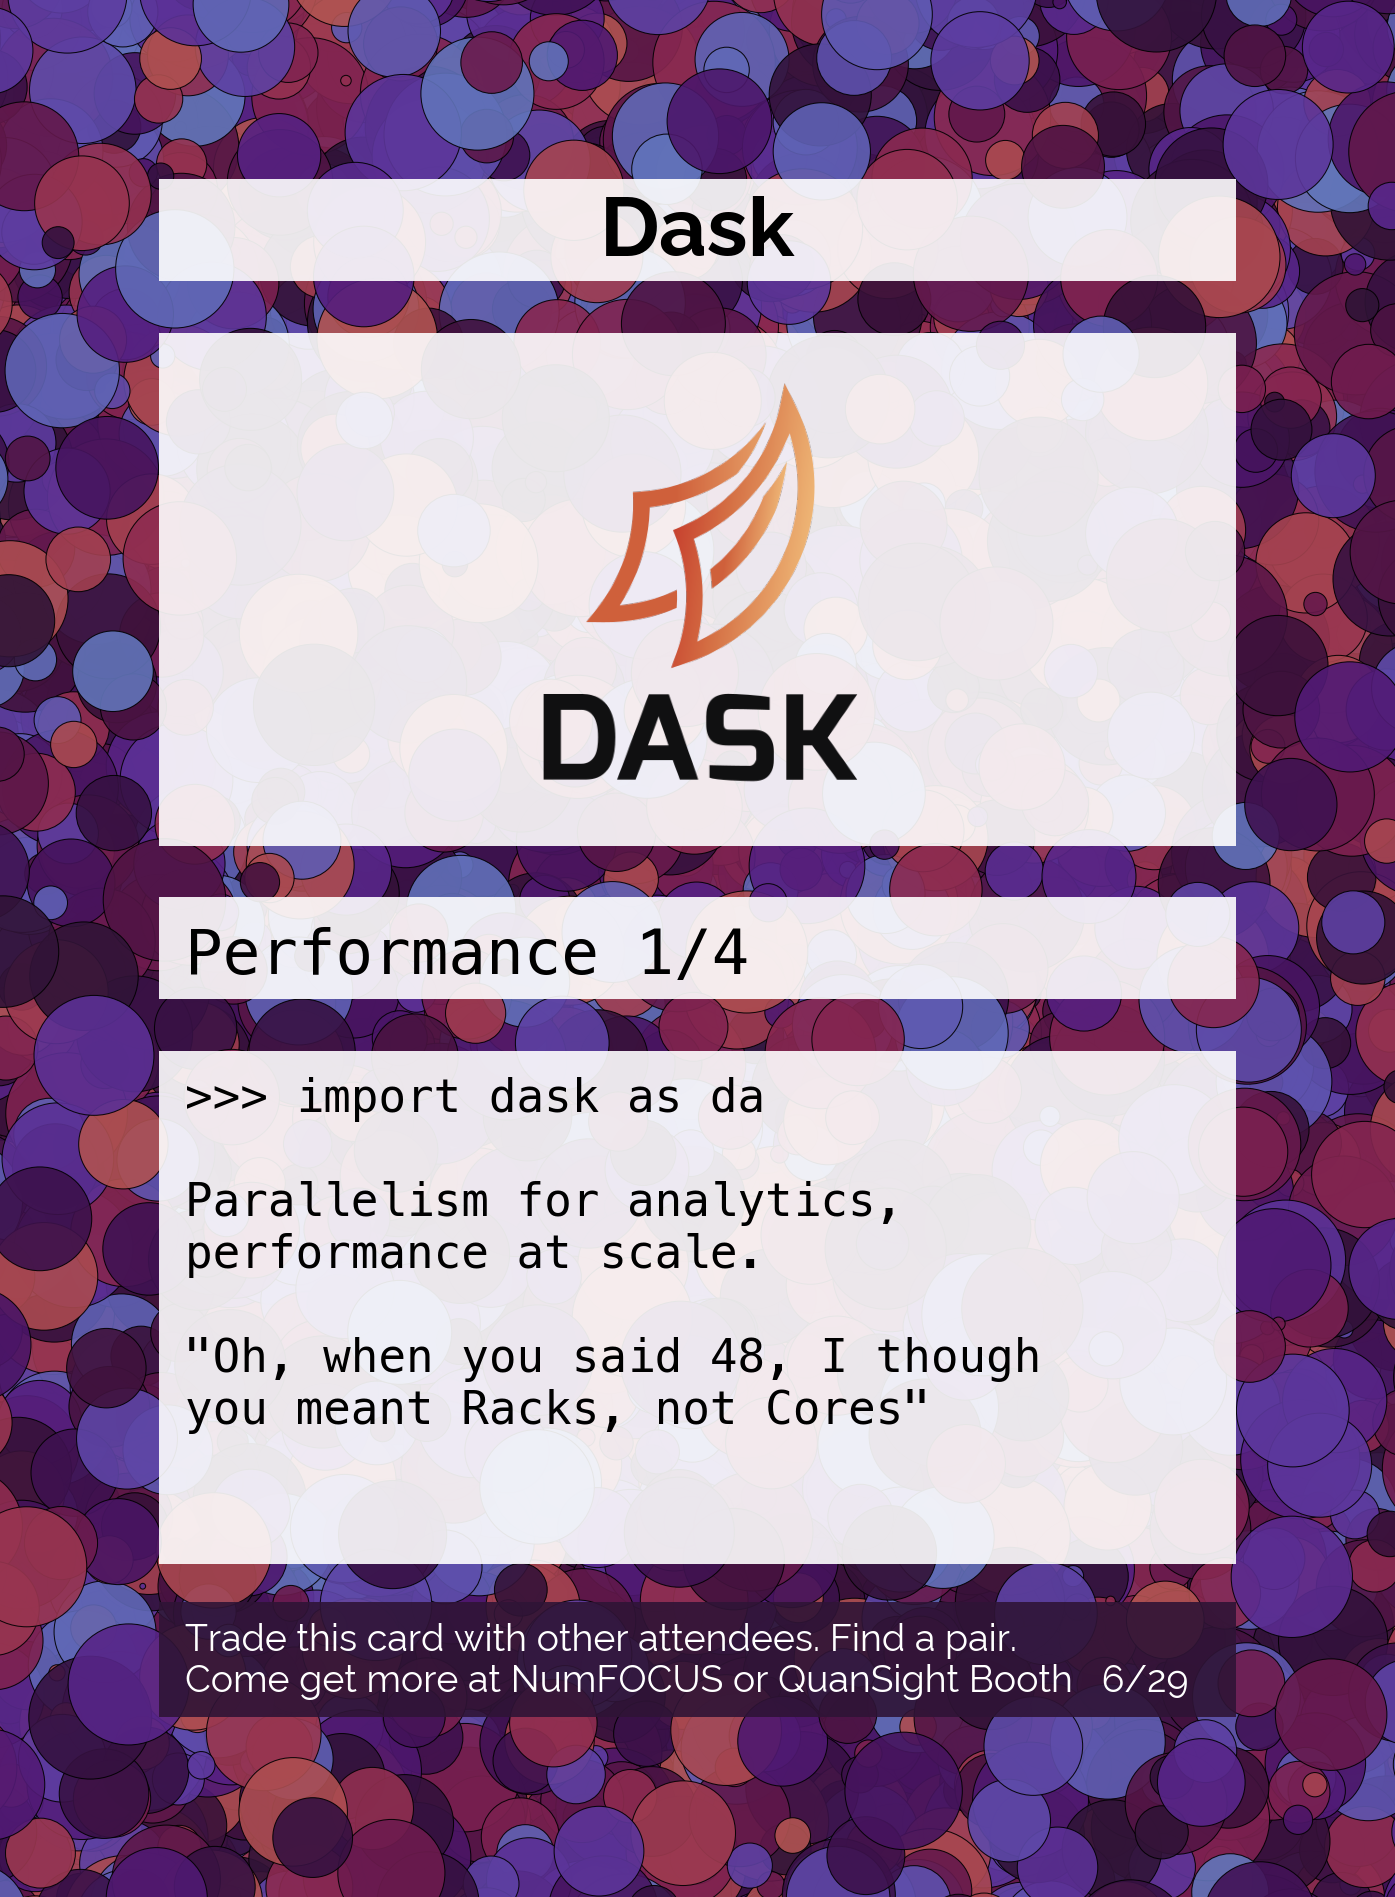 Dask
DASK
Performance 1/4
>>> import dask as da
Parallelism for analytics,
performance at scale.
"Oh, when you said 48, I though
you meant Racks, not Cores"
Trade this card with other attendees. Find a pair.
Come get more at NumFOCUS or QuanSight Booth 6/29